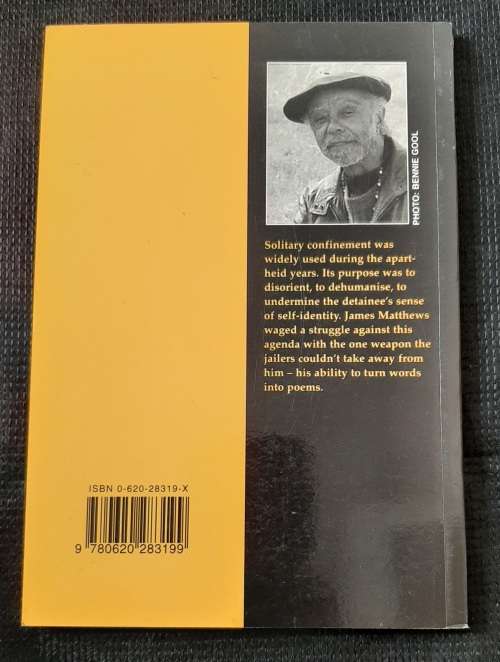 PHOTO: BENNIE GOOL
Solitary confinement was
widely used during the apart-
heid years. Its purpose was to
disorient, to dehumanise, to
undermine the detainee's sense
of self-identity. James Matthews
waged a struggle against this
agenda with the one weapon the
jailers couldn't take away from
him – his ability to turn words
into poems.
ISBN 0-620-28319-X
9 780620 283199